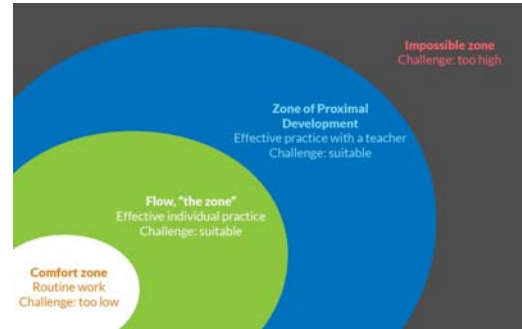 Impossible zone
Challenge: too high
Zone of Proximal
Development
Effective practice with a teacher
Challenge: suitable
Flow, "the zone"
Effective individual practice
Challenge: suitable
Comfort zone
Routine work
Challenge: too low